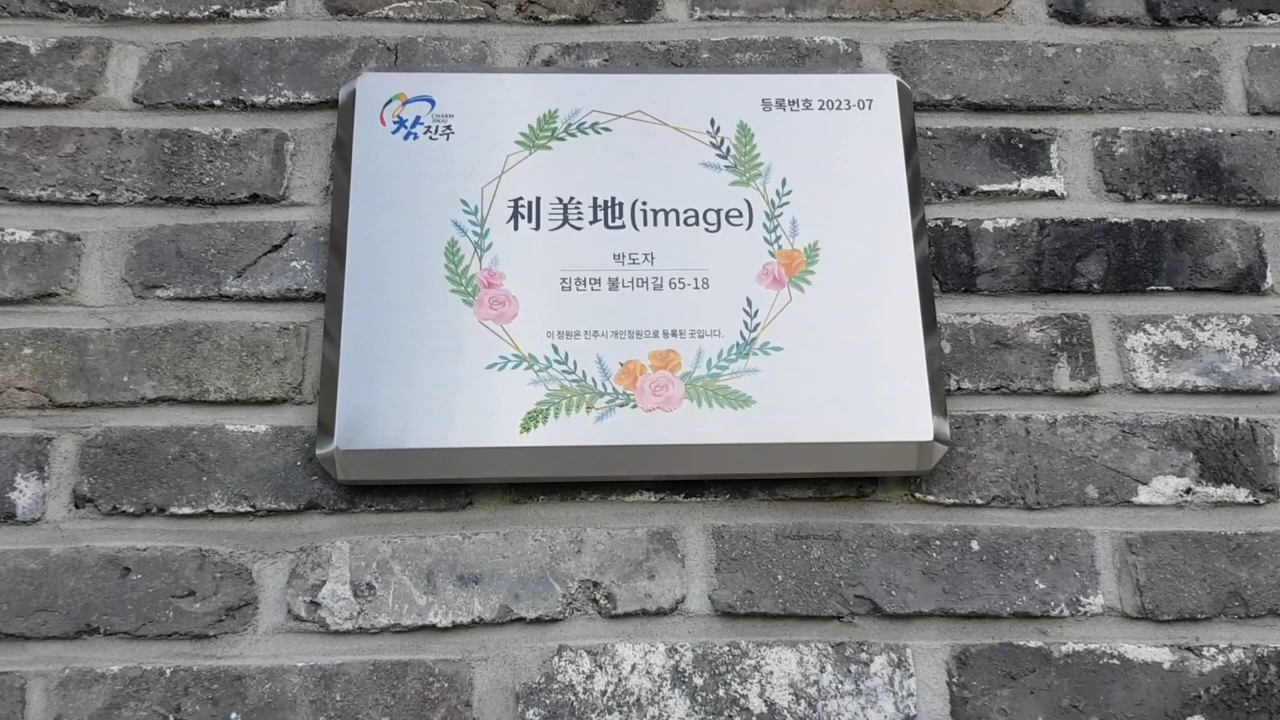 CHARM
JINJU
참진주
등록번호 2023-07
利美地(image)
박도자
집현면 불너머길 65-18
이 정원은 진주시 개인정원으로 등록된 곳입니다.